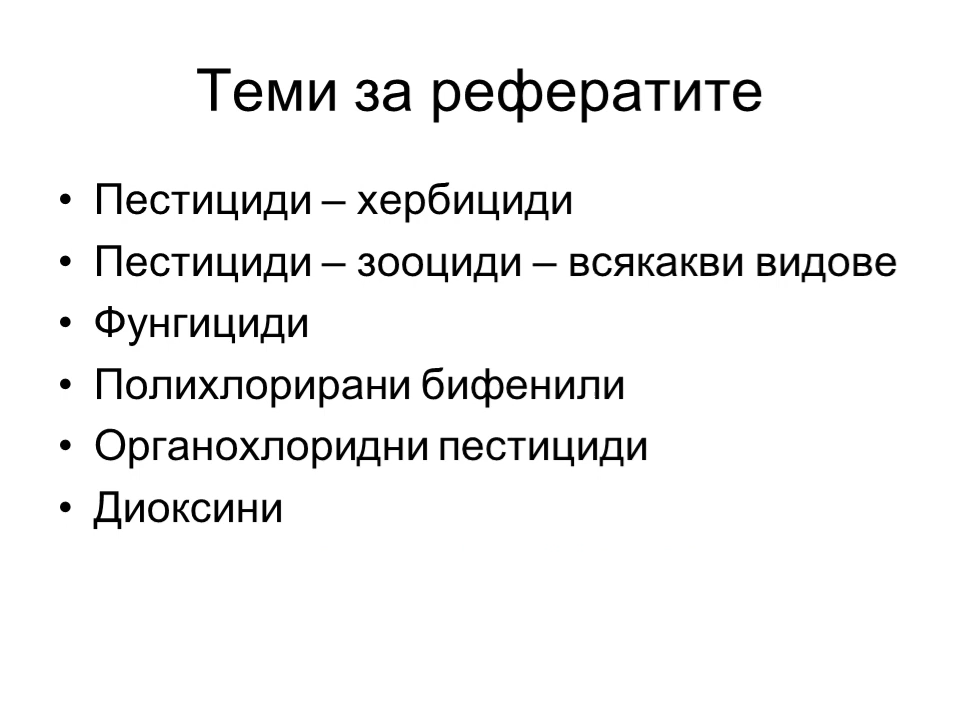 Теми за рефератите
• Пестициди – хербициди
• Пестициди – зооциди – всякакви видове
• Фунгициди
• Полихлорирани бифенили
• Органохлоридни пестициди
• Диоксини